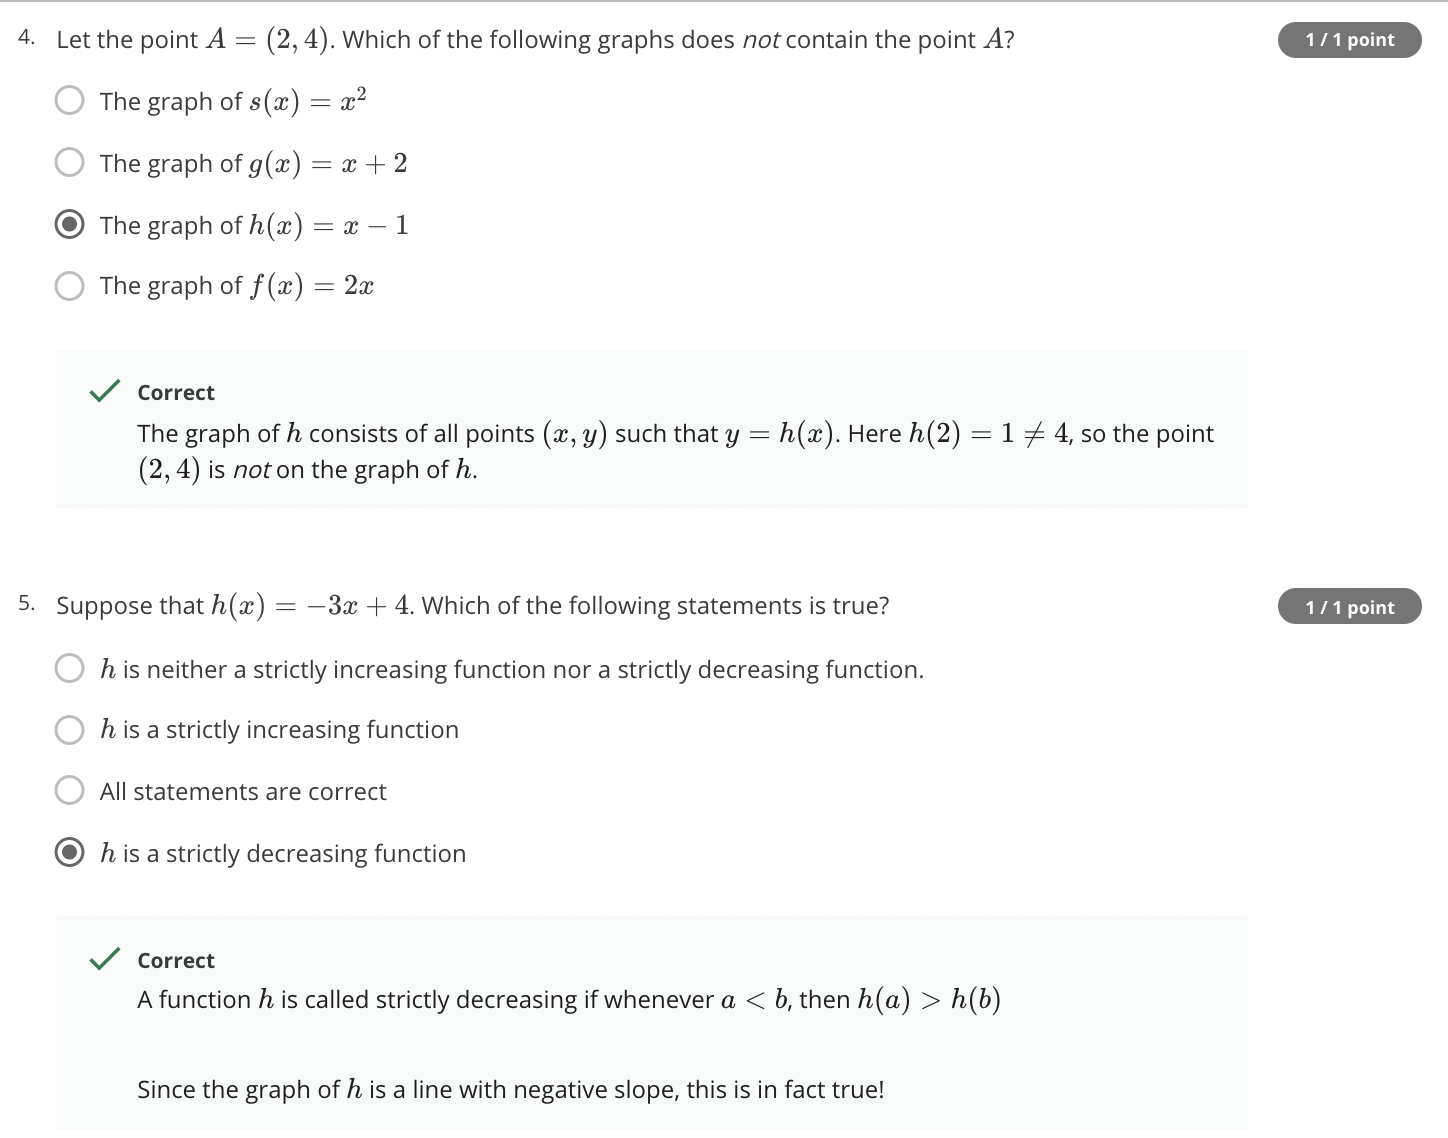 4. Let the point A = (2, 4). Which of the following graphs does not contain the point A?
1 / 1 point
The graph of s(x) = x²
The graph of g(x) = x + 2
The graph of h(x) = x − 1
The graph of f(x) = 2x
Correct
The graph of h consists of all points (x, y) such that y = h(x). Here h(2) = 1 ≠ 4, so the point
(2, 4) is not on the graph of h.
5. Suppose that h(x) = −3x + 4. Which of the following statements is true?
1 / 1 point
h is neither a strictly increasing function nor a strictly decreasing function.
h is a strictly increasing function
All statements are correct
h is a strictly decreasing function
Correct
A function h is called strictly decreasing if whenever a < b, then h(a) > h(b)
Since the graph of h is a line with negative slope, this is in fact true!